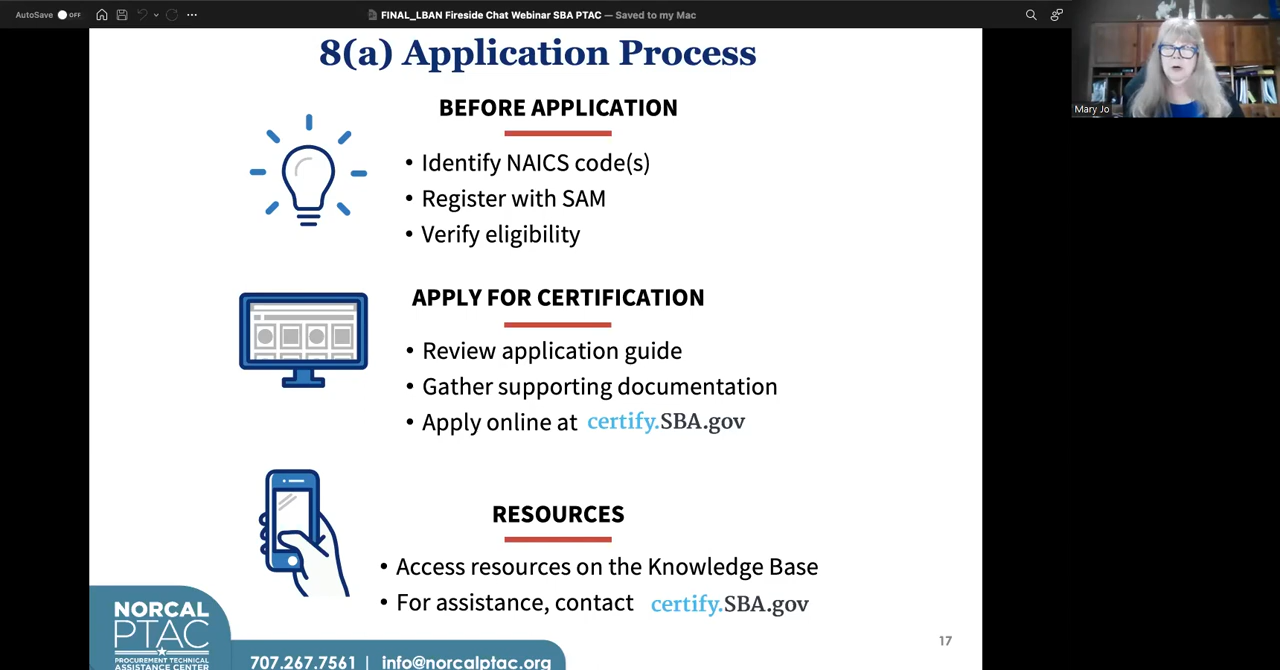 AutoSave OFF
FINAL_LBAN Fireside Chat Webinar SBA PTAC — Saved to my Mac
Mary Jo
8(a) Application Process
BEFORE APPLICATION
• Identify NAICS code(s)
• Register with SAM
• Verify eligibility
APPLY FOR CERTIFICATION
• Review application guide
• Gather supporting documentation
• Apply online at certify.SBA.gov
RESOURCES
• Access resources on the Knowledge Base
• For assistance, contact certify.SBA.gov
NORCAL
PTAC
PROCUREMENT TECHNICAL
ASSISTANCE CENTER
707.267.7561 | info@norcalptac.org
17